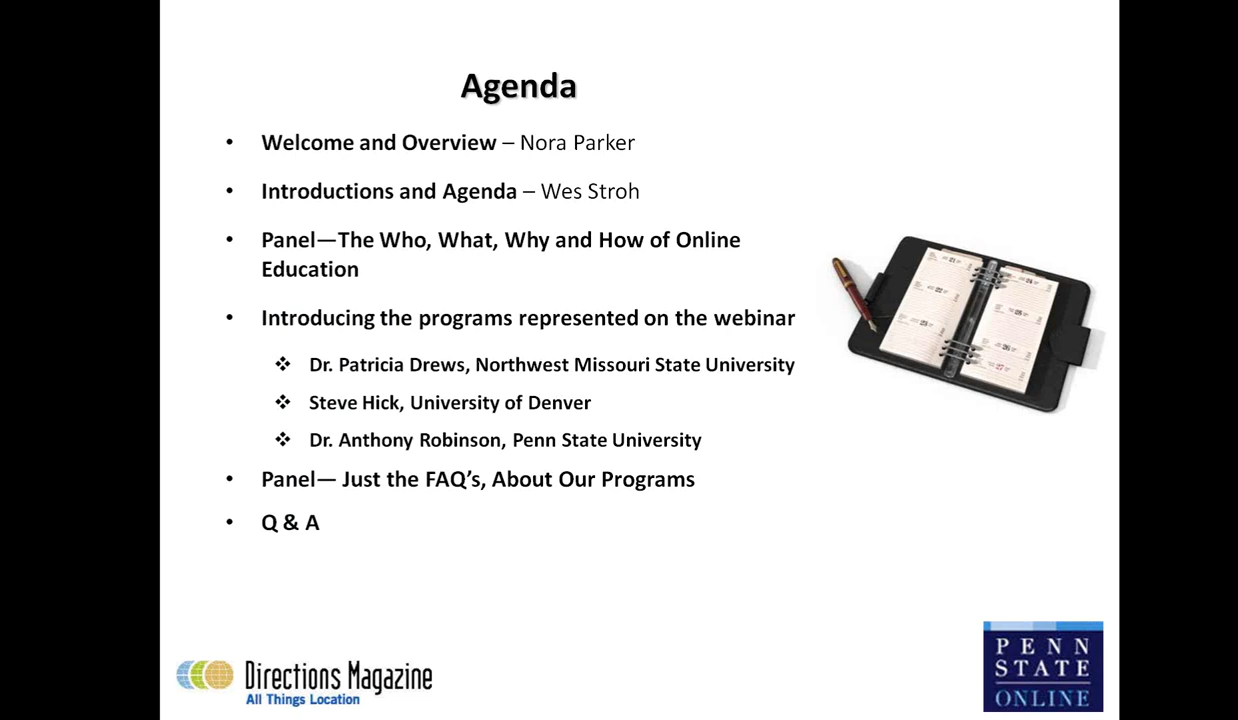 Agenda
• Welcome and Overview – Nora Parker
• Introductions and Agenda – Wes Stroh
• Panel—The Who, What, Why and How of Online
Education
• Introducing the programs represented on the webinar
❖ Dr. Patricia Drews, Northwest Missouri State University
❖ Steve Hick, University of Denver
❖ Dr. Anthony Robinson, Penn State University
• Panel— Just the FAQ’s, About Our Programs
• Q & A
Directions Magazine
All Things Location
PENN
STATE
ONLINE